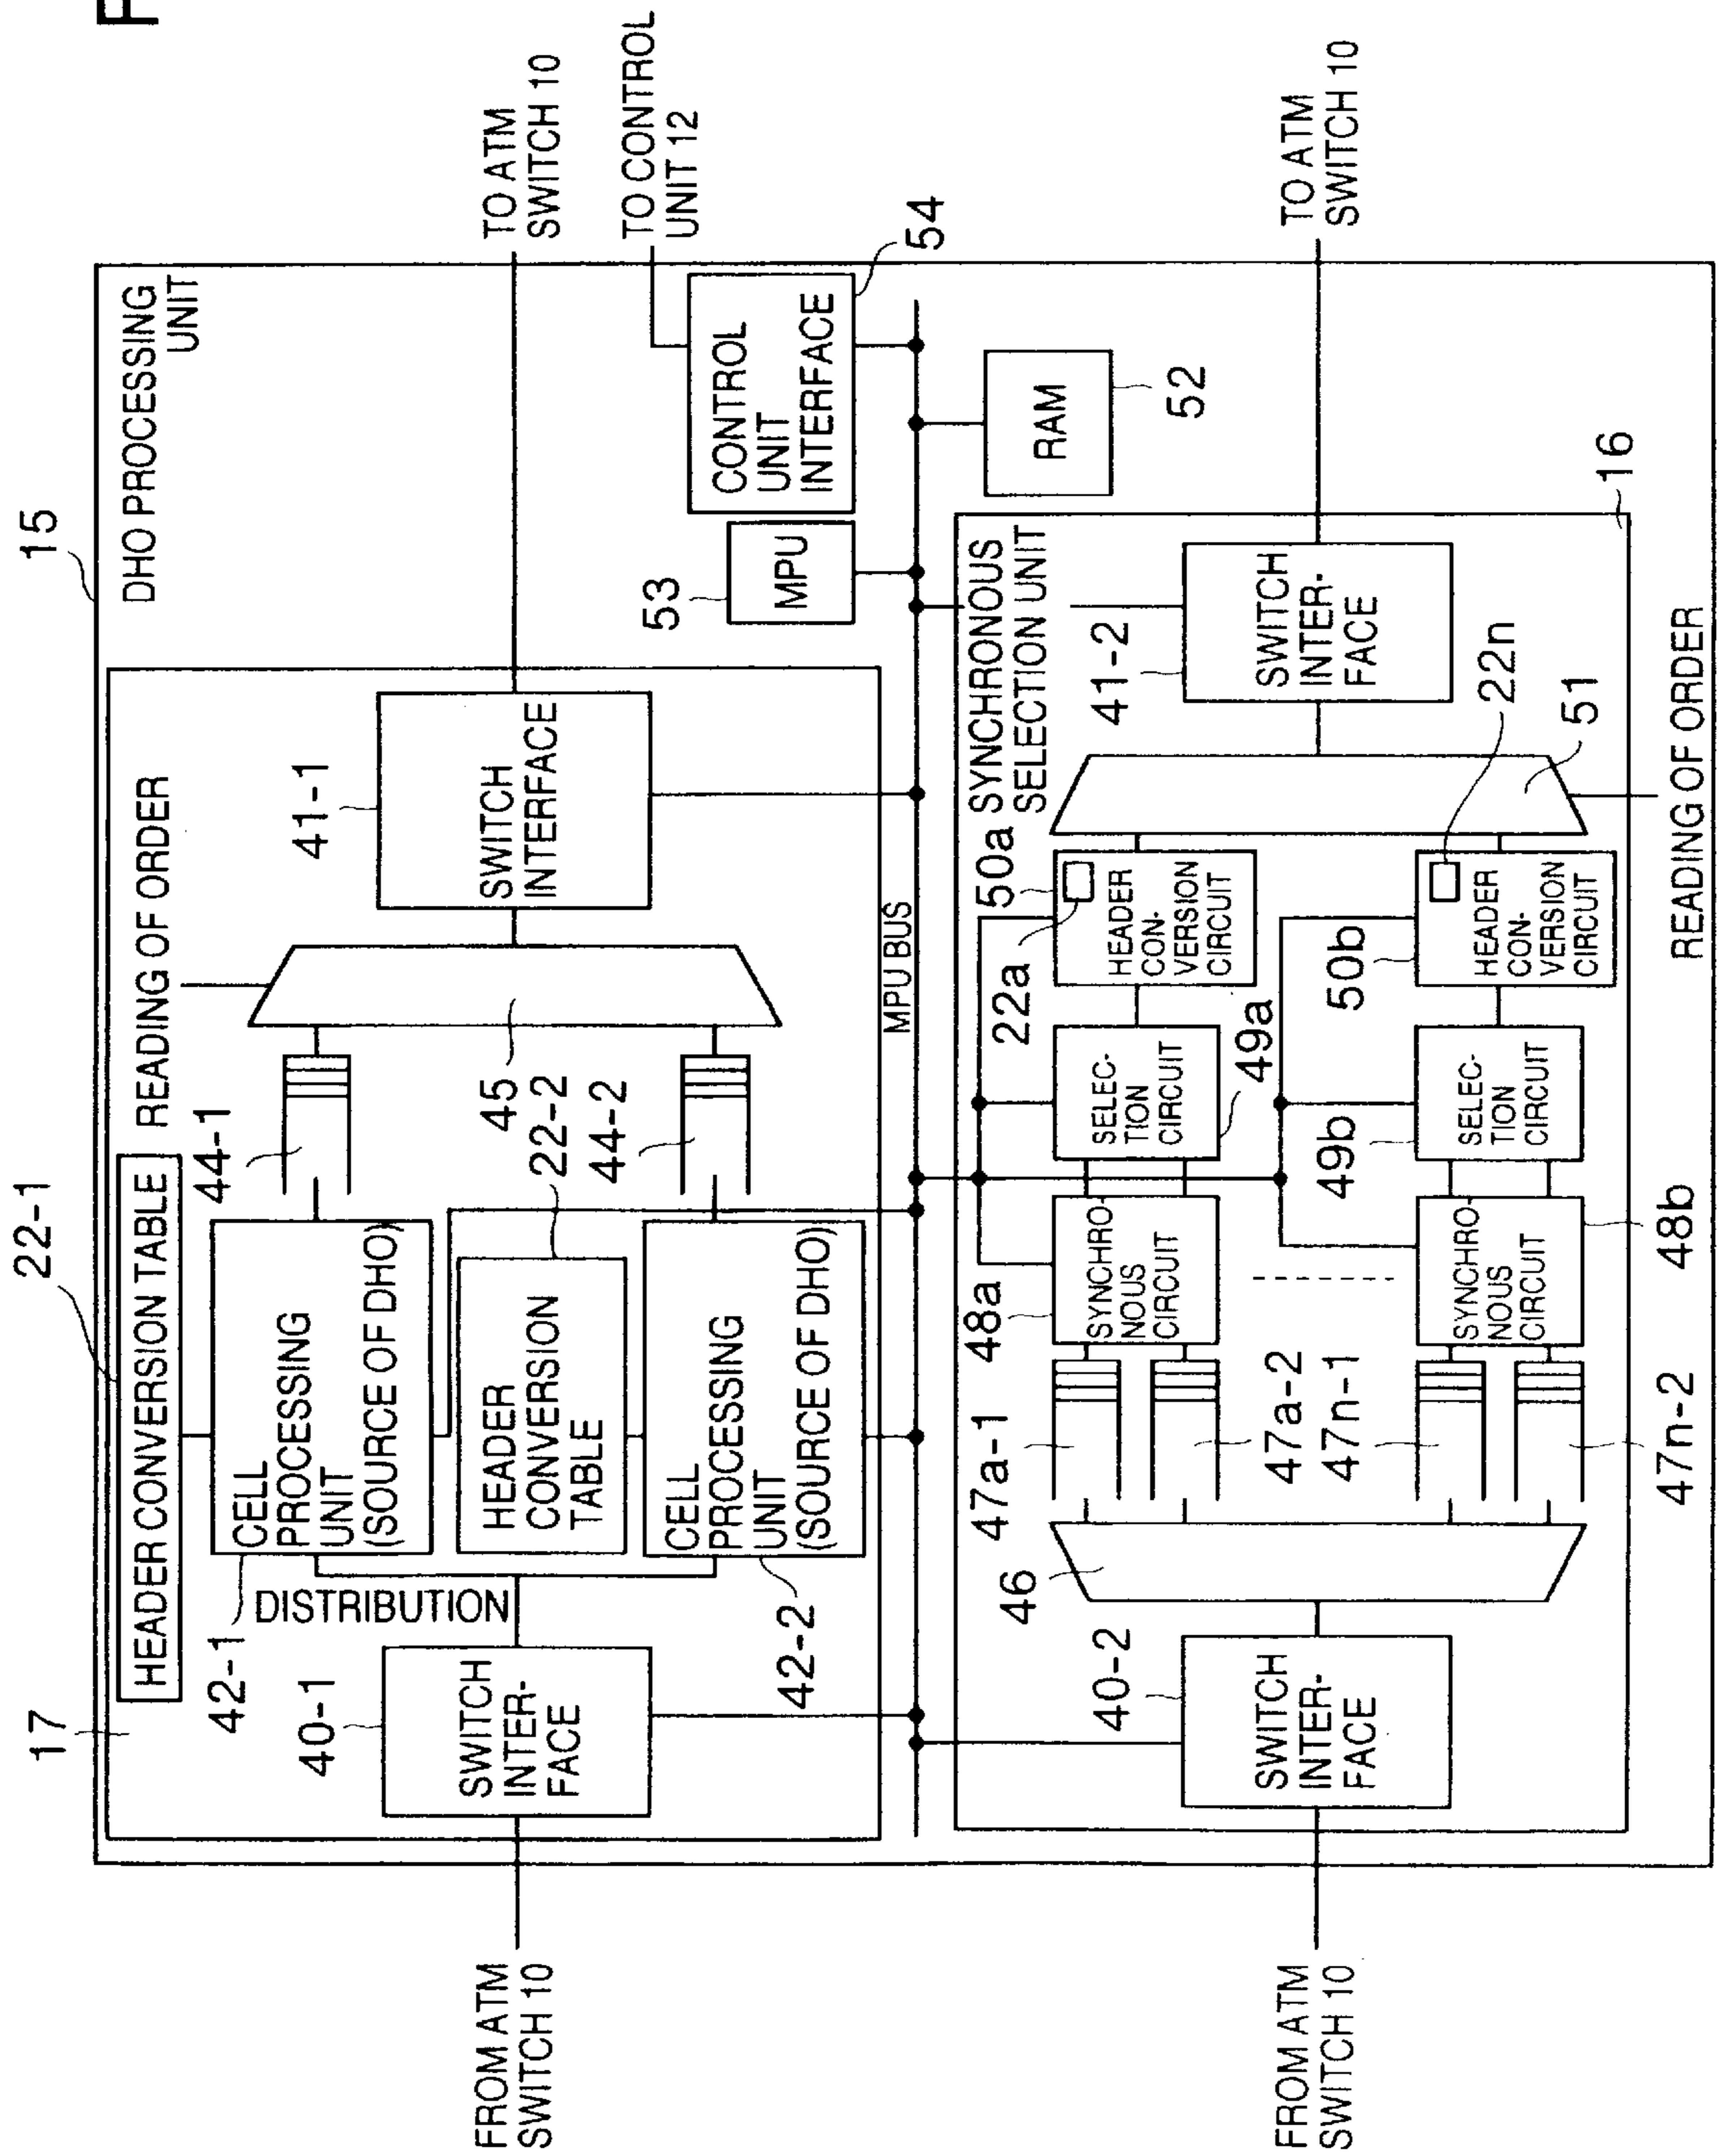 F
15
DHO PROCESSING
UNIT
17
22-1
HEADER CONVERSION TABLE
READING OF ORDER
42-1
CELL
PROCESSING
UNIT
(SOURCE OF DHO)
44-1
41-1
SWITCH
INTERFACE
TO ATM
SWITCH 10
DISTRIBUTION
40-1
SWITCH
INTER-
FACE
FROM ATM
SWITCH 10
HEADER
CONVERSION
TABLE
22-2
45
44-2
42-2
CELL
PROCESSING
UNIT
(SOURCE OF DHO)
MPU BUS
53
MPU
CONTROL
UNIT
INTERFACE
54
TO CONTROL
UNIT 12
RAM
52
SYNCHRONOUS
SELECTION UNIT
16
40-2
SWITCH
INTER-
FACE
FROM ATM
SWITCH 10
46
47a-1
47a-2
47n-1
47n-2
48a
SYNCHRO-
NOUS
CIRCUIT
SYNCHRO-
NOUS
CIRCUIT
48b
SELEC-
TION
CIRCUIT
49a
49b
SELEC-
TION
CIRCUIT
22a
50a
HEADER
CON-
VERSION
CIRCUIT
50b
HEADER
CON-
VERSION
CIRCUIT
22n
51
READING OF ORDER
41-2
SWITCH
INTER-
FACE
TO ATM
SWITCH 10